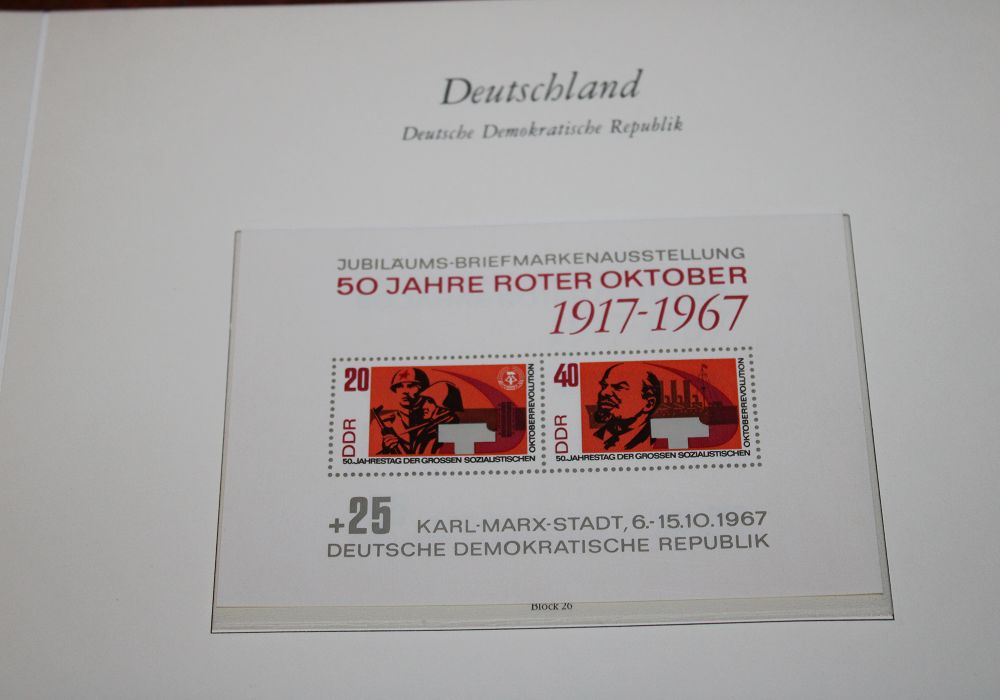 Deutschland
Deutsche Demokratische Republik
JUBILÄUMS-BRIEFMARKENAUSSTELLUNG
50 JAHRE ROTER OKTOBER
1917-1967
20
DDR
50. JAHRESTAG DER GROSSEN SOZIALISTISCHEN
OKTOBERREVOLUTION
40
DDR
50. JAHRESTAG DER GROSSEN SOZIALISTISCHEN
OKTOBERREVOLUTION
+25 KARL-MARX-STADT, 6.-15.10.1967
DEUTSCHE DEMOKRATISCHE REPUBLIK
Block 26